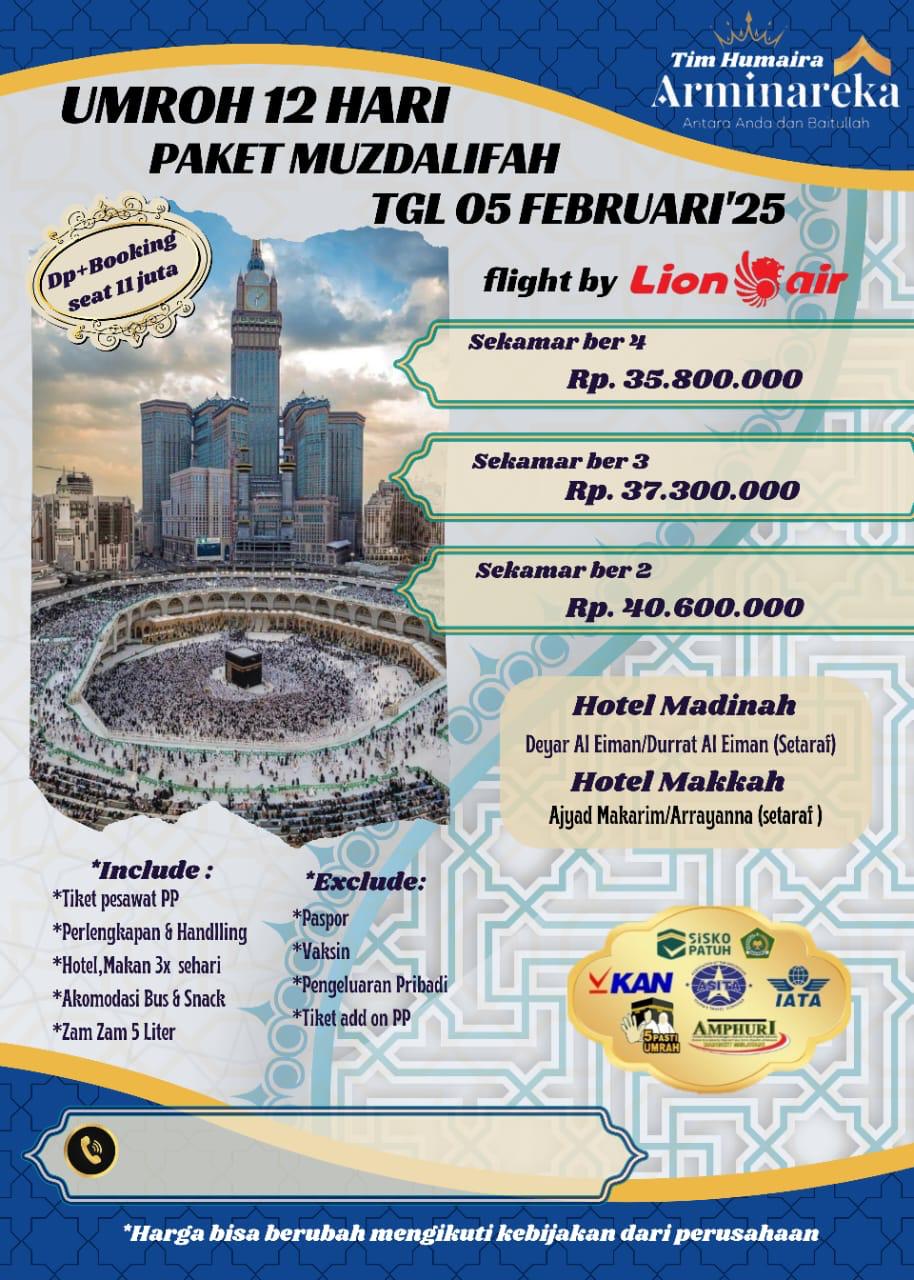 Tim Humaira
Arminareka
Antara Anda dan Baitullah
UMROH 12 HARI
PAKET MUZDALIFAH
TGL 05 FEBRUARI'25
Dp+Booking
seat 11 juta
flight by Lion air
Sekamar ber 4
Rp. 35.800.000
Sekamar ber 3
Rp. 37.300.000
Sekamar ber 2
Rp. 40.600.000
Hotel Madinah
Deyar Al Eiman/Durrat Al Eiman (Setaraf)
Hotel Makkah
Ajyad Makarim/Arrayanna (setaraf )
*Include :
*Tiket pesawat PP
*Perlengkapan & Handlling
*Hotel,Makan 3x sehari
*Akomodasi Bus & Snack
*Zam Zam 5 Liter
*Exclude:
*Paspor
*Vaksin
*Pengeluaran Pribadi
*Tiket add on PP
SiSKO
PATUH
KAN
ASITA
IATA
5 PASTI
UMRAH
AMPHURI
*Harga bisa berubah mengikuti kebijakan dari perusahaan